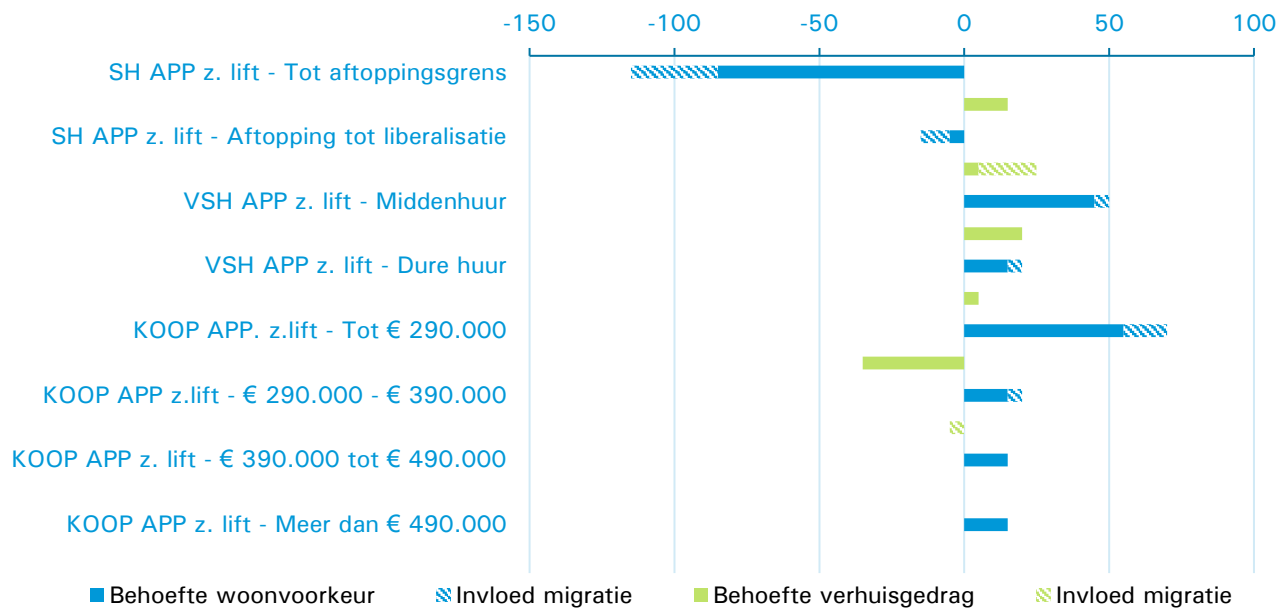 -150 -100 -50 0 50 100
SH APP z. lift - Tot aftoppingsgrens
SH APP z. lift - Aftopping tot liberalisatie
VSH APP z. lift - Middenhuur
VSH APP z. lift - Dure huur
KOOP APP. z.lift - Tot € 290.000
KOOP APP z.lift - € 290.000 - € 390.000
KOOP APP z. lift - € 390.000 tot € 490.000
KOOP APP z. lift - Meer dan € 490.000
Behoefte woonvoorkeur Invloed migratie Behoefte verhuisgedrag Invloed migratie